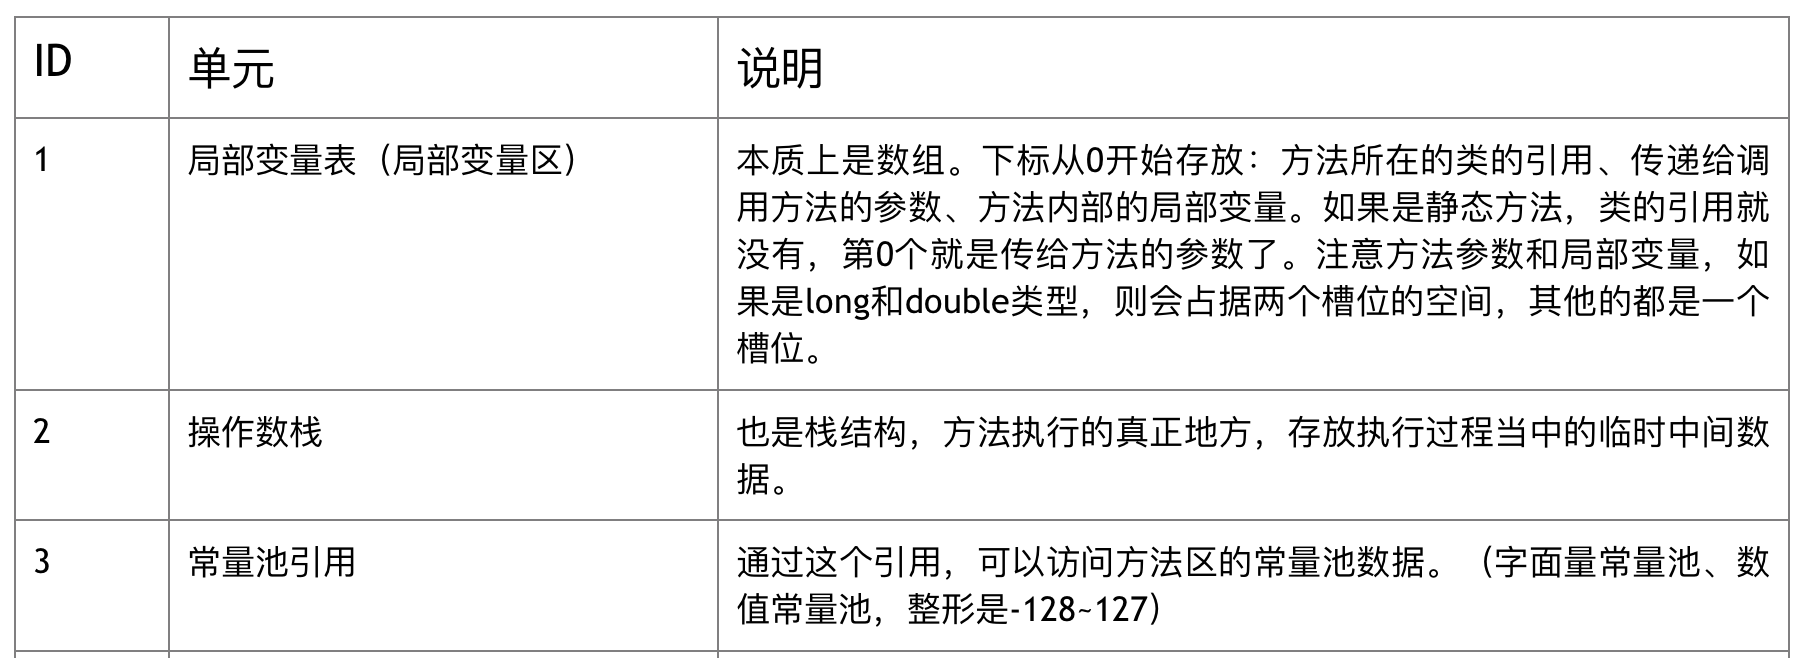 ID 单元 说明
1 局部变量表（局部变量区） 本质上是数组。下标从0开始存放：方法所在的类的引用、传递给调
用方法的参数、方法内部的局部变量。如果是静态方法，类的引用就
没有，第0个就是传给方法的参数了。注意方法参数和局部变量，如
果是long和double类型，则会占据两个槽位的空间，其他的都是一个
槽位。
2 操作数栈 也是栈结构，方法执行的真正地方，存放执行过程当中的临时中间数
据。
3 常量池引用 通过这个引用，可以访问方法区的常量池数据。（字面量常量池、数
值常量池，整形是-128~127）